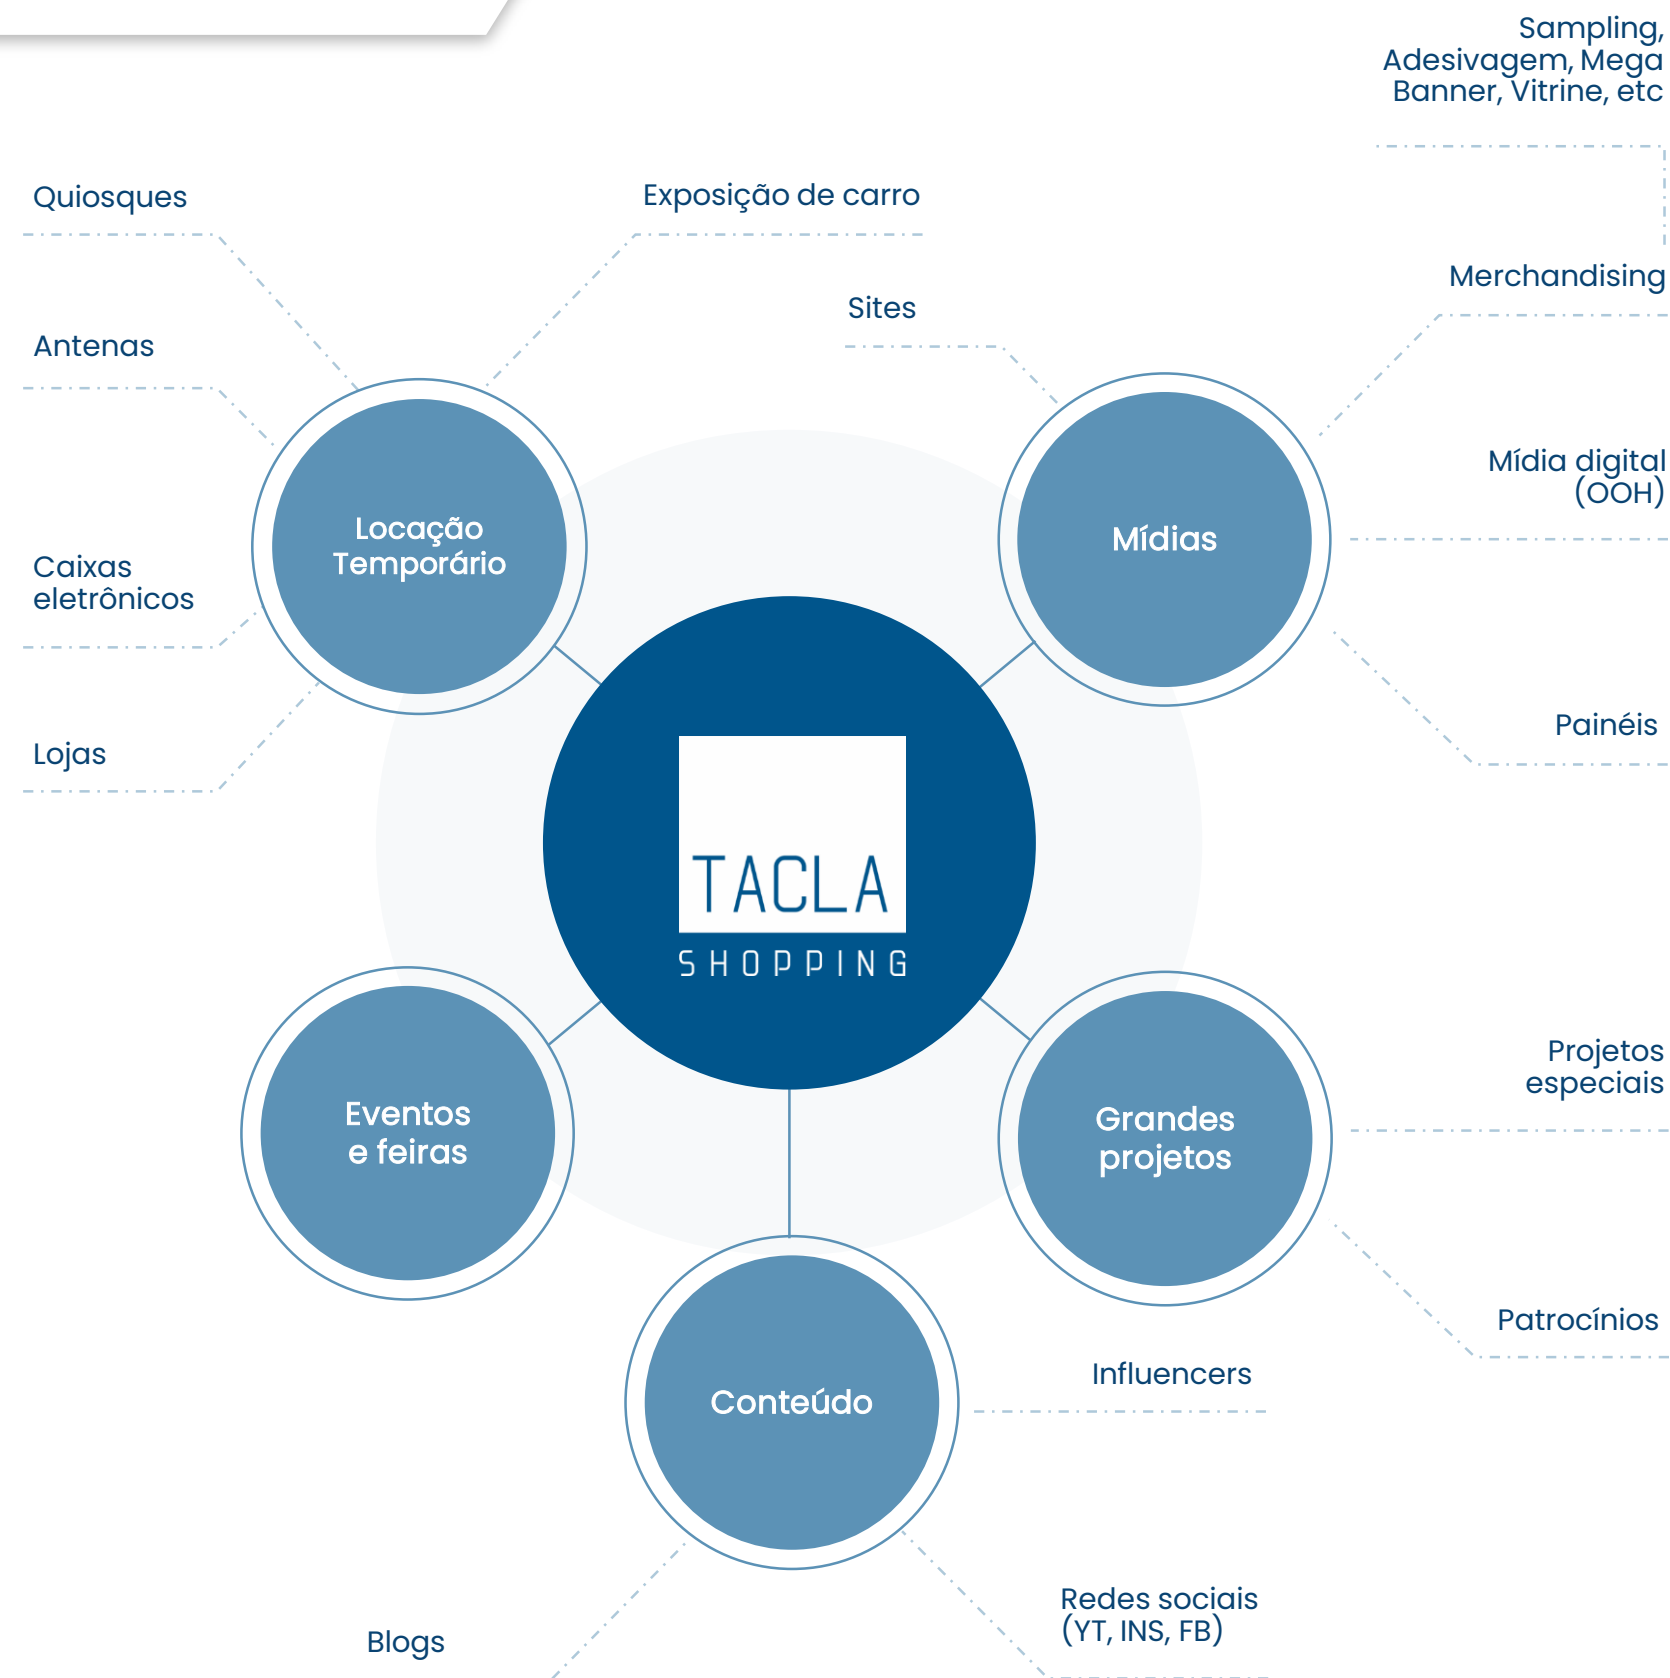 Sampling,
Adesivagem, Mega
Banner, Vitrine, etc
Quiosques
Exposição de carro
Merchandising
Sites
Antenas
Mídia digital
(OOH)
Locação
Temporário
Mídias
Caixas
eletrônicos
Painéis
Lojas
TACLA
SHOPPING
Projetos
especiais
Eventos
e feiras
Grandes
projetos
Patrocínios
Influencers
Conteúdo
Redes sociais
(YT, INS, FB)
Blogs